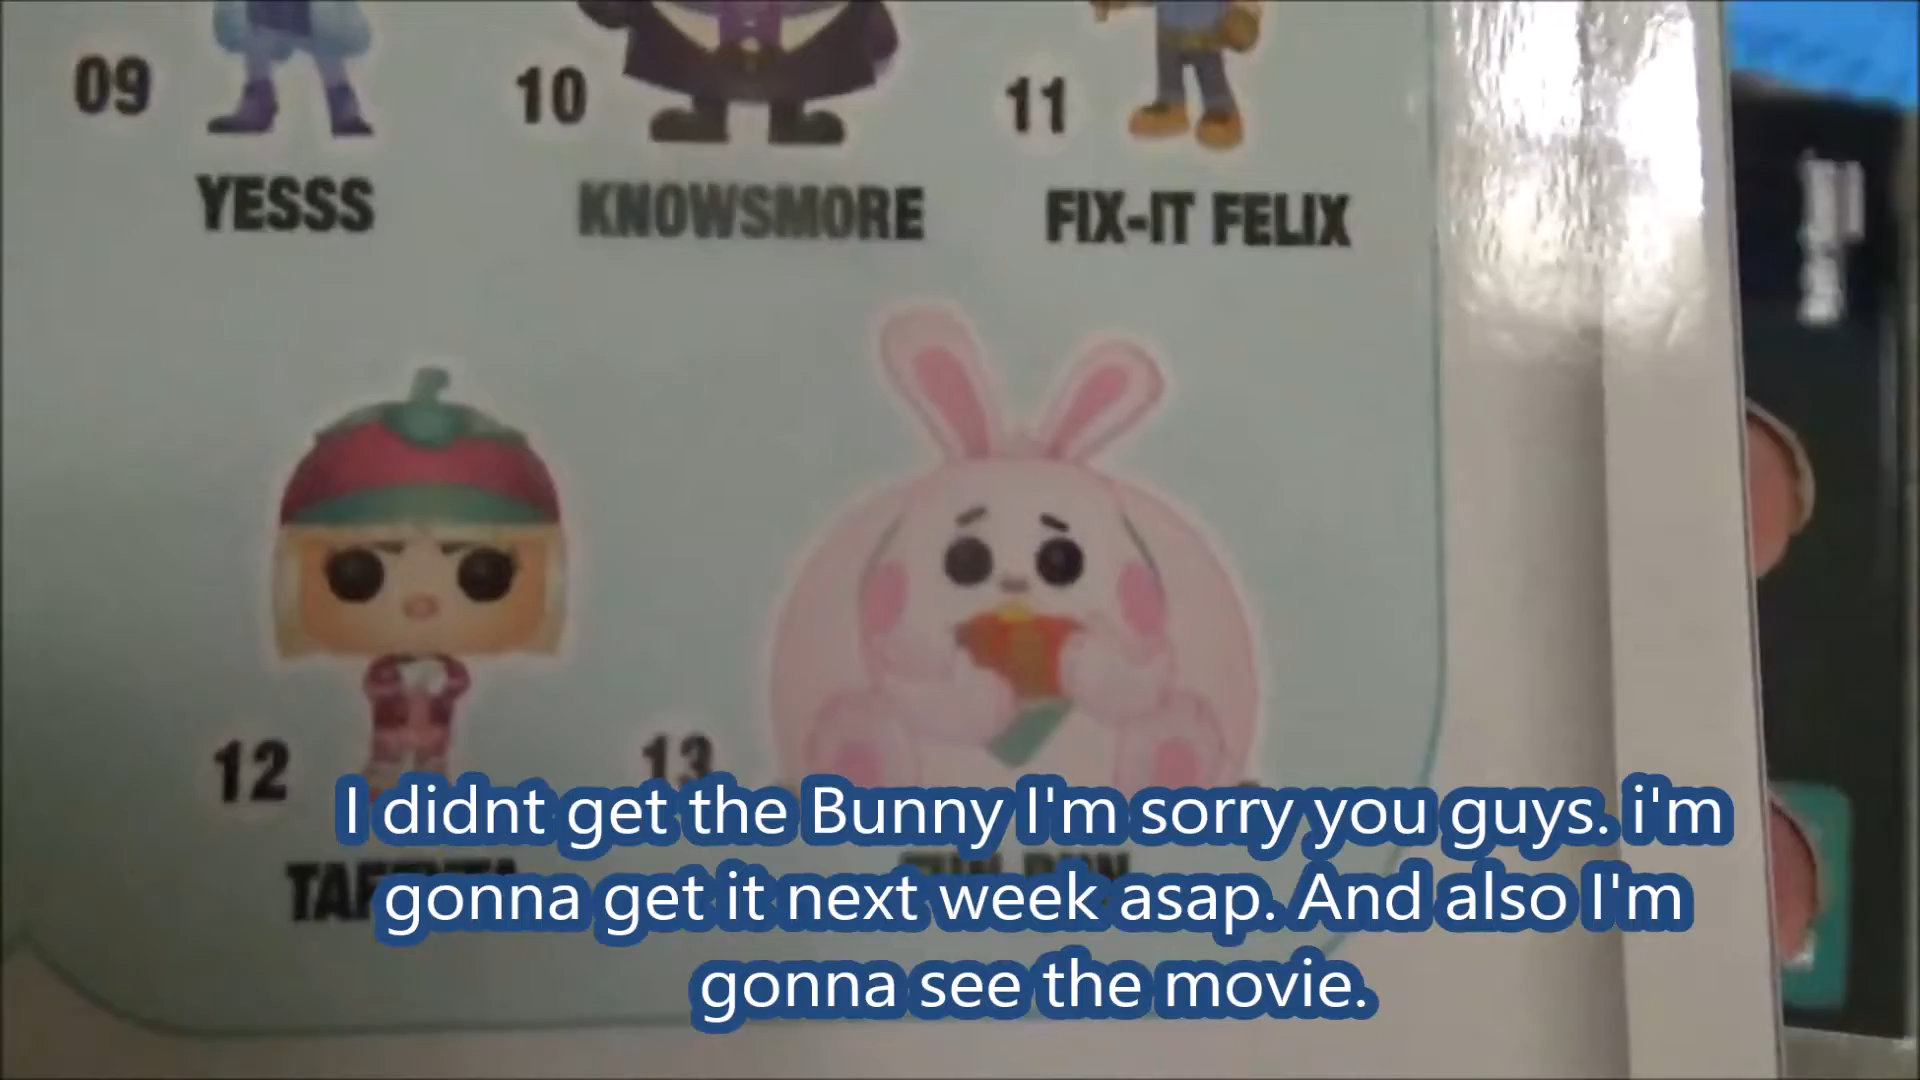 09
10
11
YESSS
KNOWSMORE
FIX-IT FELIX
12
13
I didnt get the Bunny I'm sorry you guys. i'm
gonna get it next week asap. And also I'm
gonna see the movie.